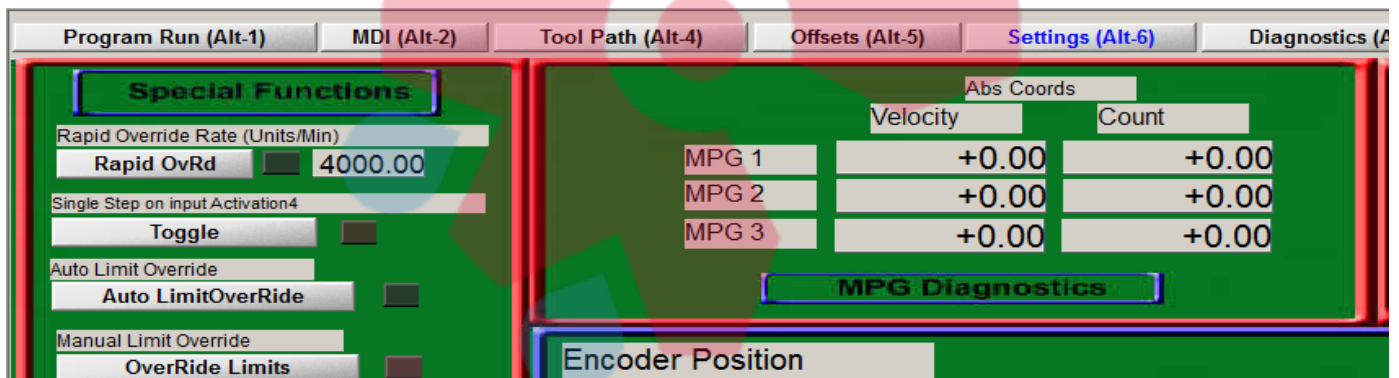 Program Run (Alt-1) MDI (Alt-2) Tool Path (Alt-4) Offsets (Alt-5) Settings (Alt-6) Diagnostics (A
Special Functions
Rapid Override Rate (Units/Min)
Rapid OvRd 4000.00
Single Step on input Activation4
Toggle
Auto Limit Override
Auto LimitOverRide
Manual Limit Override
OverRide Limits
Abs Coords
Velocity Count
MPG 1 +0.00 +0.00
MPG 2 +0.00 +0.00
MPG 3 +0.00 +0.00
MPG Diagnostics
Encoder Position